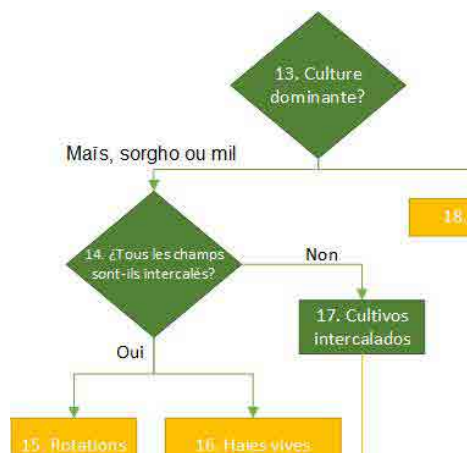 13. Culture
dominante?
Maïs, sorgho ou mil
18.
14. ¿Tous les champs
sont-ils intercalés?
Non
17. Cultivos
intercalados
Oui
15. Rotations
16. Haies vives